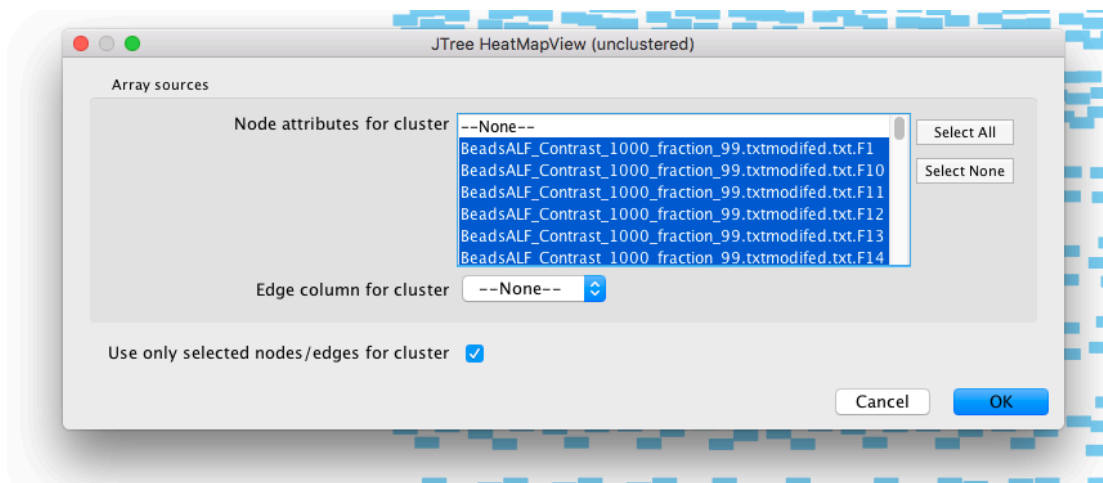 JTree HeatMapView (unclustered)
Array sources
Node attributes for cluster
--None--
BeadsALF_Contrast_1000_fraction_99.txtmodifed.txt.F1
BeadsALF_Contrast_1000_fraction_99.txtmodifed.txt.F10
BeadsALF_Contrast_1000_fraction_99.txtmodifed.txt.F11
BeadsALF_Contrast_1000_fraction_99.txtmodifed.txt.F12
BeadsALF_Contrast_1000_fraction_99.txtmodifed.txt.F13
BeadsALF_Contrast_1000_fraction_99.txtmodifed.txt.F14
Select All
Select None
Edge column for cluster
--None--
Use only selected nodes/edges for cluster
Cancel
OK